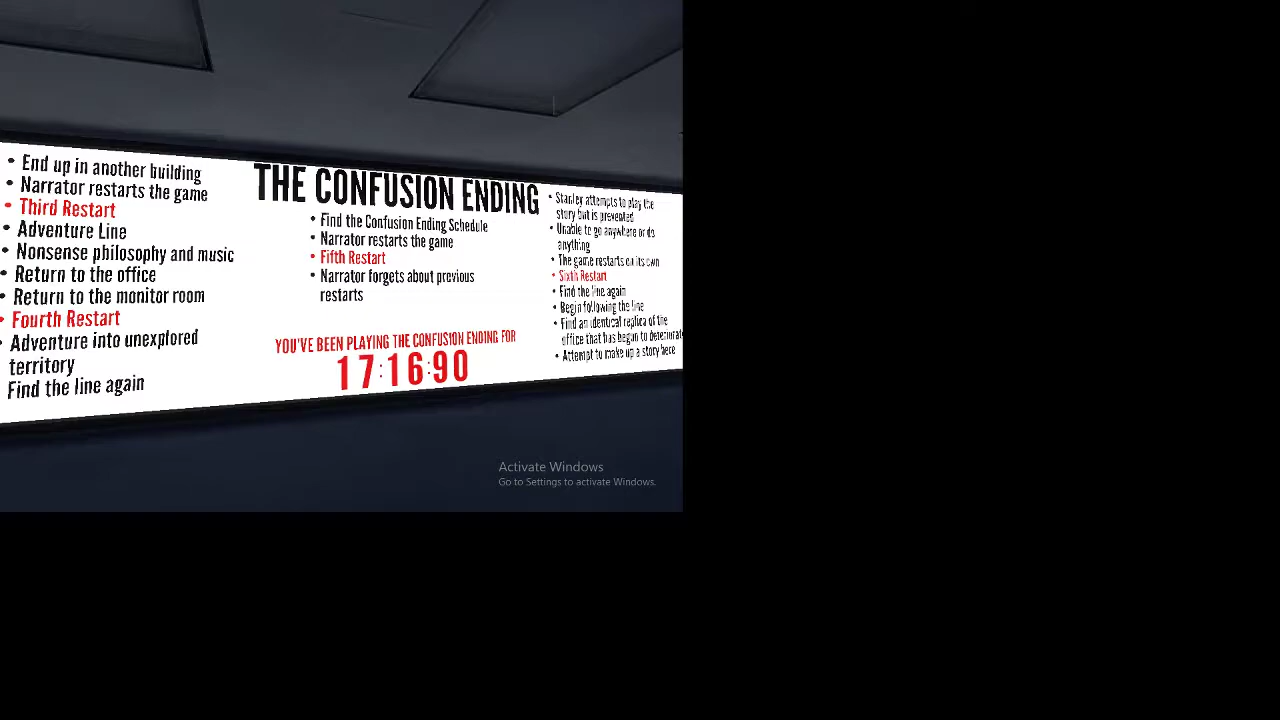 • End up in another building
• Narrator restarts the game
• Third Restart
• Adventure Line
• Nonsense philosophy and music
• Return to the office
• Return to the monitor room
• Fourth Restart
• Adventure into unexplored
territory
Find the line again
THE CONFUSION ENDING
• Find the Confusion Ending Schedule
• Narrator restarts the game
• Fifth Restart
• Narrator forgets about previous
restarts
YOU'VE BEEN PLAYING THE CONFUSION ENDING FOR
17:16:90
• Stanley attempts to play the
story but is prevented
• Unable to go anywhere or do
anything
• The game restarts on its own
• Sixth Restart
• Find the line again
• Begin following the line
• Find an identical replica of the
office that has begun to deteriorate
• Attempt to make up a story here
Activate Windows
Go to Settings to activate Windows.